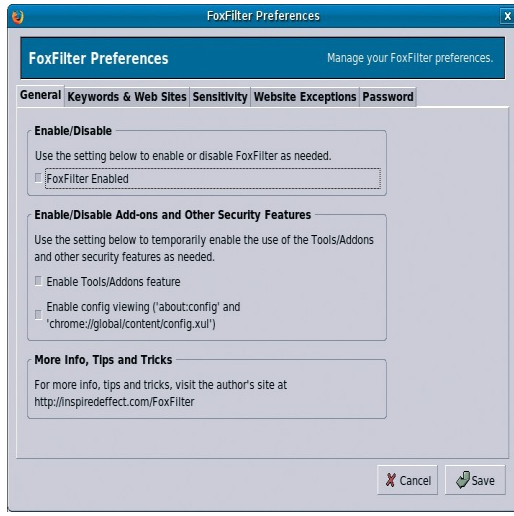 FoxFilter Preferences
X
FoxFilter Preferences
Manage your FoxFilter preferences.
General Keywords & Web Sites Sensitivity Website Exceptions Password
Enable/Disable
Use the setting below to enable or disable FoxFilter as needed.
FoxFilter Enabled
Enable/Disable Add-ons and Other Security Features
Use the setting below to temporarily enable the use of the Tools/Addons
and other security features as needed.
Enable Tools/Addons feature
Enable config viewing ('about:config' and
'chrome://global/content/config.xul')
More Info, Tips and Tricks
For more info, tips and tricks, visit the author's site at
http://inspiredeffect.com/FoxFilter
Cancel
Save